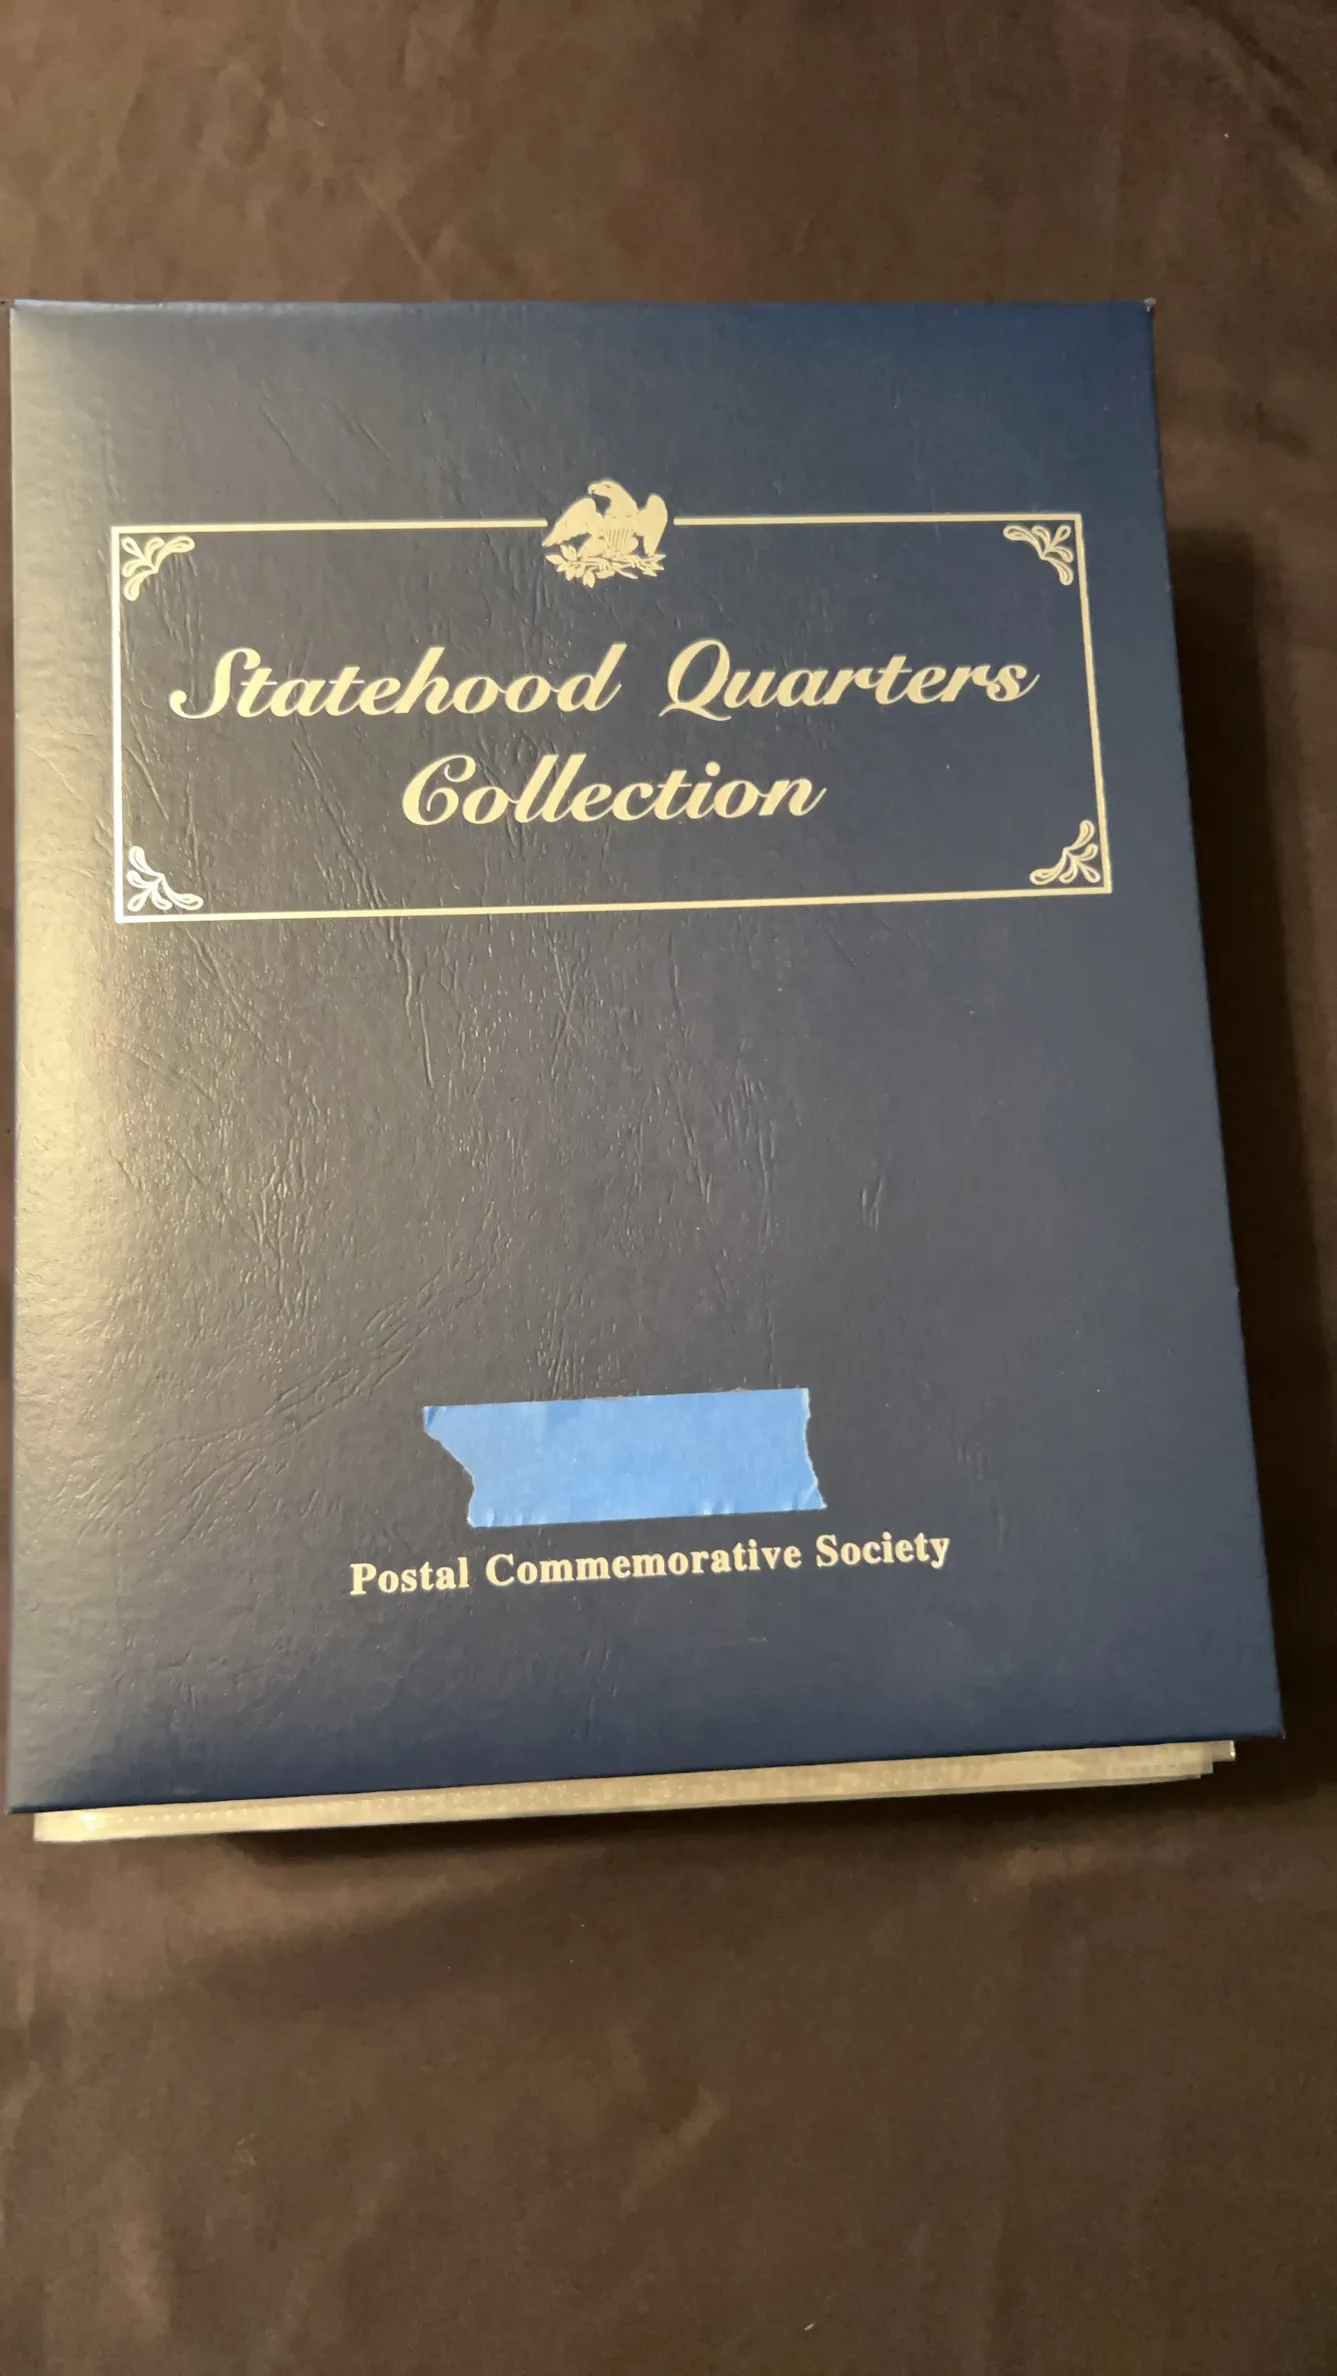 Statehood Quarters
Collection
Postal Commemorative Society